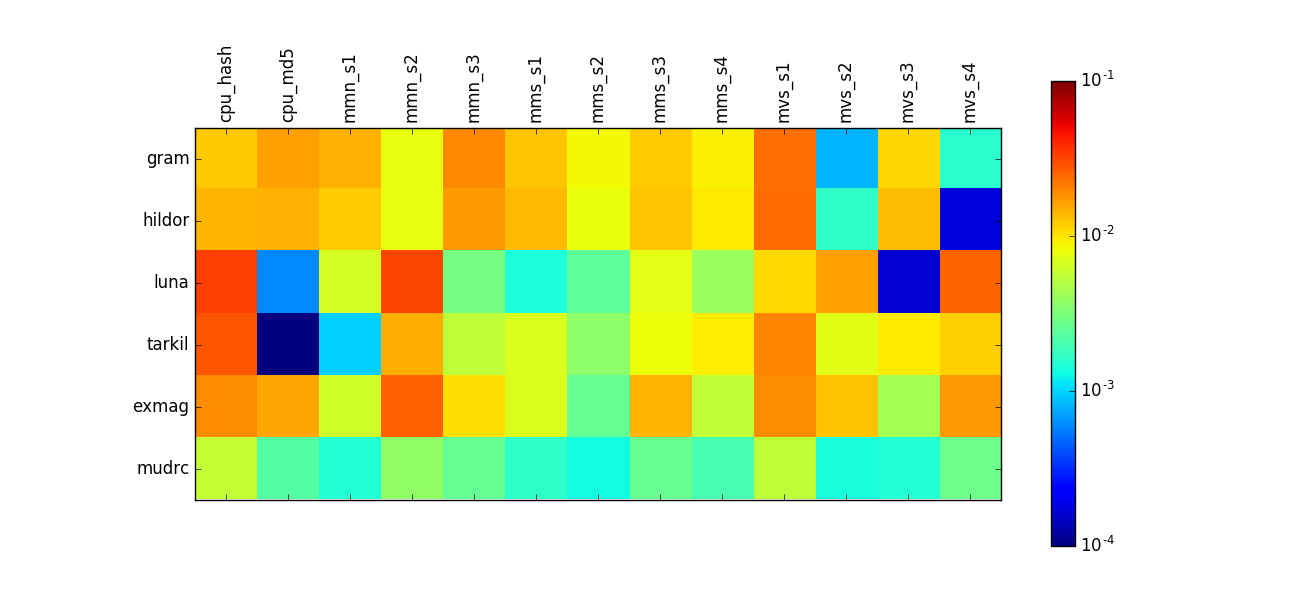 cpu_hash
cpu_md5
mmn_s1
mmn_s2
mmn_s3
mms_s1
mms_s2
mms_s3
mms_s4
mvs_s1
mvs_s2
mvs_s3
mvs_s4
gram
hildor
luna
tarkil
exmag
mudrc
10^-1
10^-2
10^-3
10^-4